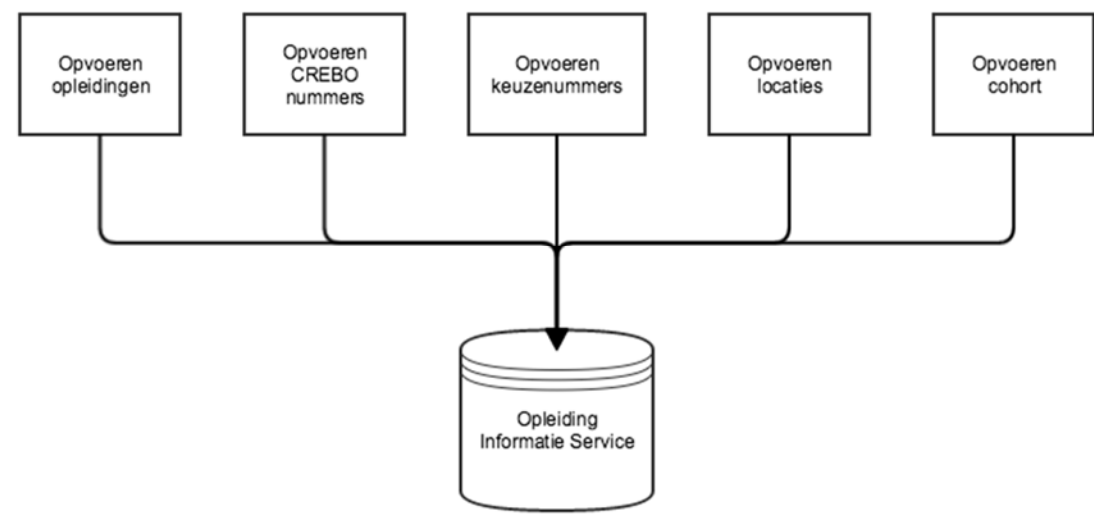 Opvoeren
opleidingen
Opvoeren
CREBO
nummers
Opvoeren
keuzenummers
Opvoeren
locaties
Opvoeren
cohort
Opleiding
Informatie Service